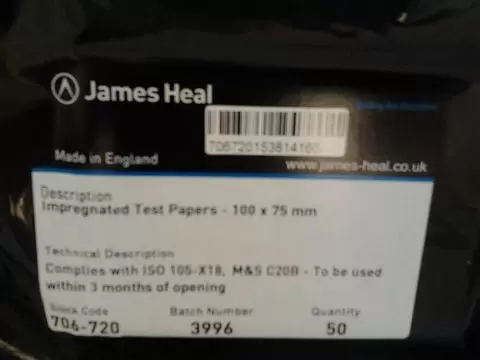 James Heal
Made in England
www.james-heal.co.uk
Description
Impregnated Test Papers - 100 x 75 mm
Technical Description
Complies with ISO 105-X18, M&S C20B - To be used
within 3 months of opening
Stock Code Batch Number Quantity
706-720 3996 50